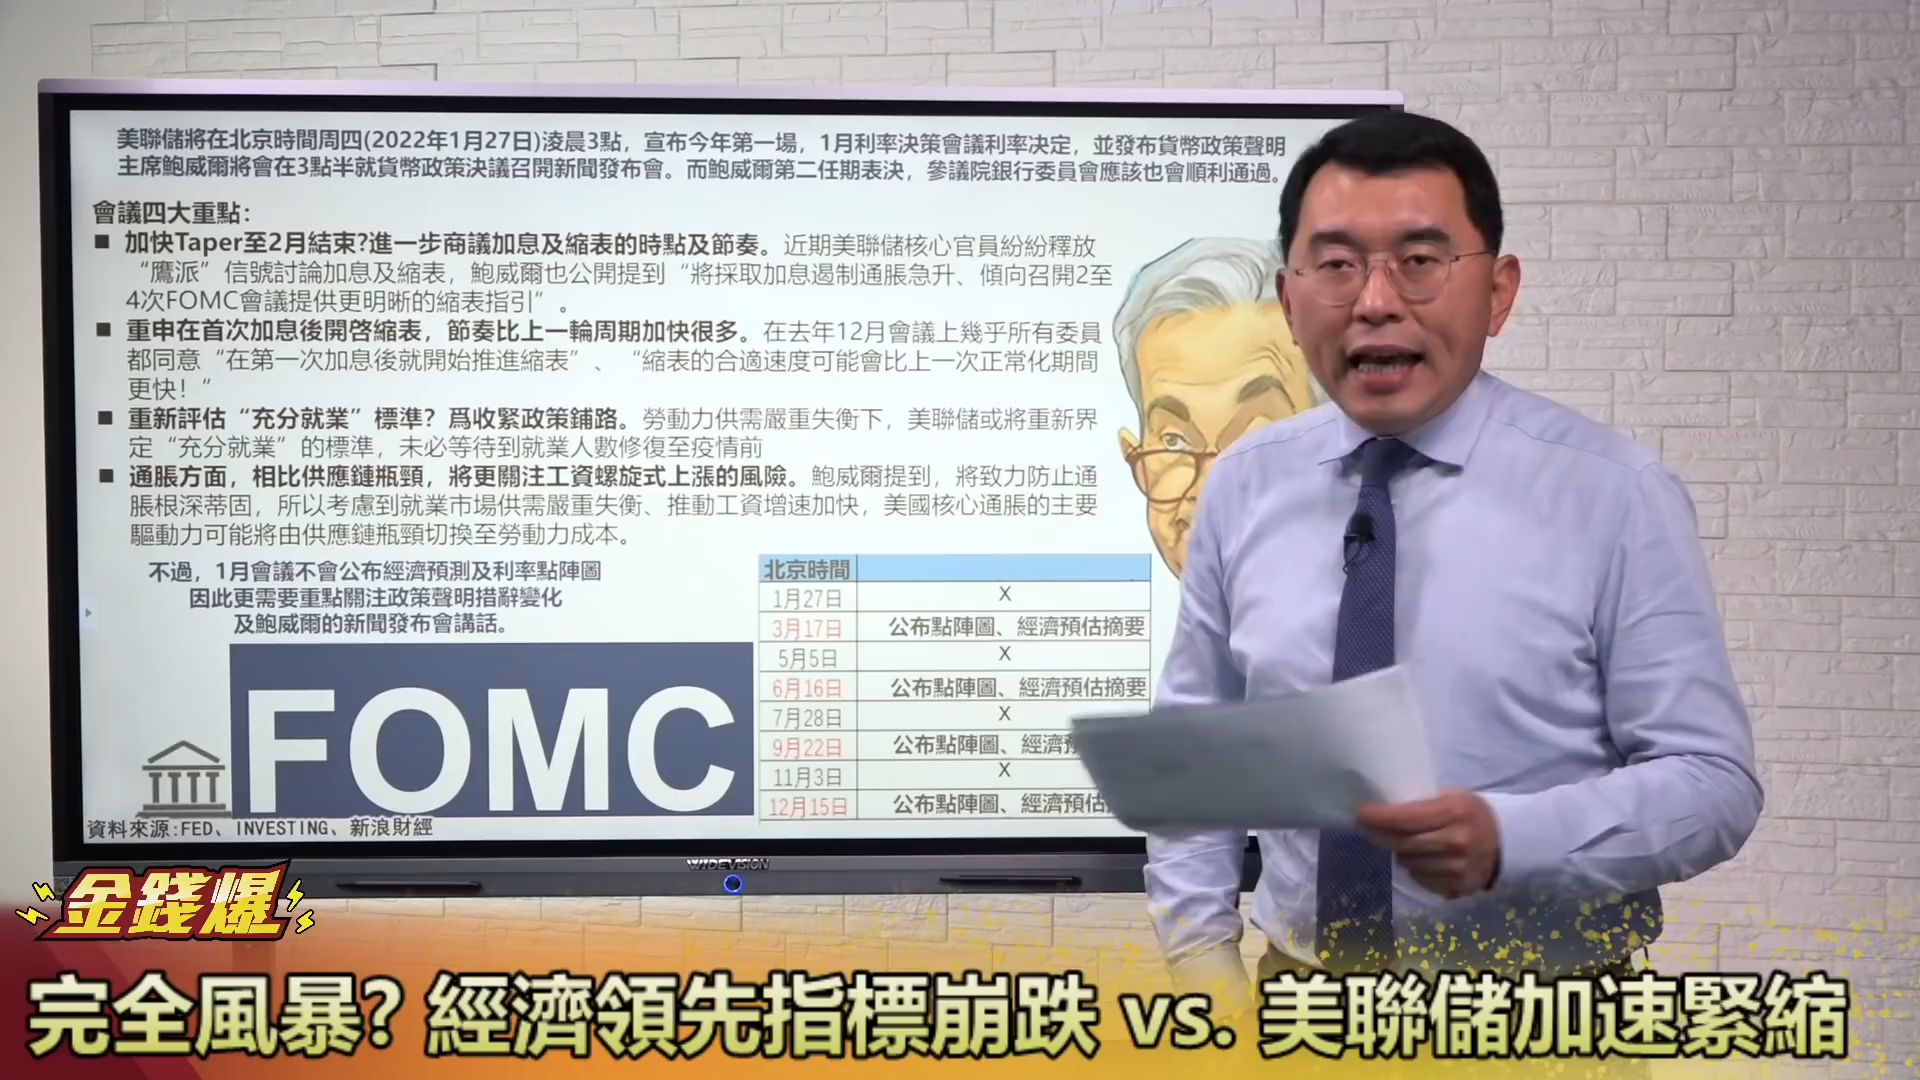 美聯儲將在北京時間周四(2022年1月27日)淩晨3點，宣布今年第一場，1月利率決策會議利率決定，並發布貨幣政策聲明
主席鮑威爾將會在3點半就貨幣政策決議召開新聞發布會。而鮑威爾第二任期表決，參議院銀行委員會應該也會順利通過。
會議四大重點：
■ 加快Taper至2月結束?進一步商議加息及縮表的時點及節奏。近期美聯儲核心官員紛紛釋放
“鷹派”信號討論加息及縮表，鮑威爾也公開提到“將採取加息遏制通脹急升、傾向召開2至
4次FOMC會議提供更明晰的縮表指引”。
■ 重申在首次加息後開啓縮表，節奏比上一輪周期加快很多。在去年12月會議上幾乎所有委員
都同意“在第一次加息後就開始推進縮表”、“縮表的合適速度可能會比上一次正常化期間
更快！”
■ 重新評估“充分就業”標準？爲收緊政策鋪路。勞動力供需嚴重失衡下，美聯儲或將重新界
定“充分就業”的標準，未必等待到就業人數修復至疫情前
■ 通脹方面，相比供應鏈瓶頸，將更關注工資螺旋式上漲的風險。鮑威爾提到，將致力防止通
脹根深蒂固，所以考慮到就業市場供需嚴重失衡、推動工資增速加快，美國核心通脹的主要
驅動力可能將由供應鏈瓶頸切換至勞動力成本。
不過，1月會議不會公布經濟預測及利率點陣圖
因此更需要重點關注政策聲明措辭變化
及鮑威爾的新聞發布會講話。
北京時間
1月27日 X
3月17日 公布點陣圖、經濟預估摘要
5月5日 X
6月16日 公布點陣圖、經濟預估摘要
7月28日 X
9月22日 公布點陣圖、經濟預
11月3日 X
12月15日 公布點陣圖、經濟預估
FOMC
資料來源:FED、INVESTING、新浪財經
WIDEVISION
金錢爆
完全風暴? 經濟領先指標崩跌 vs. 美聯儲加速緊縮